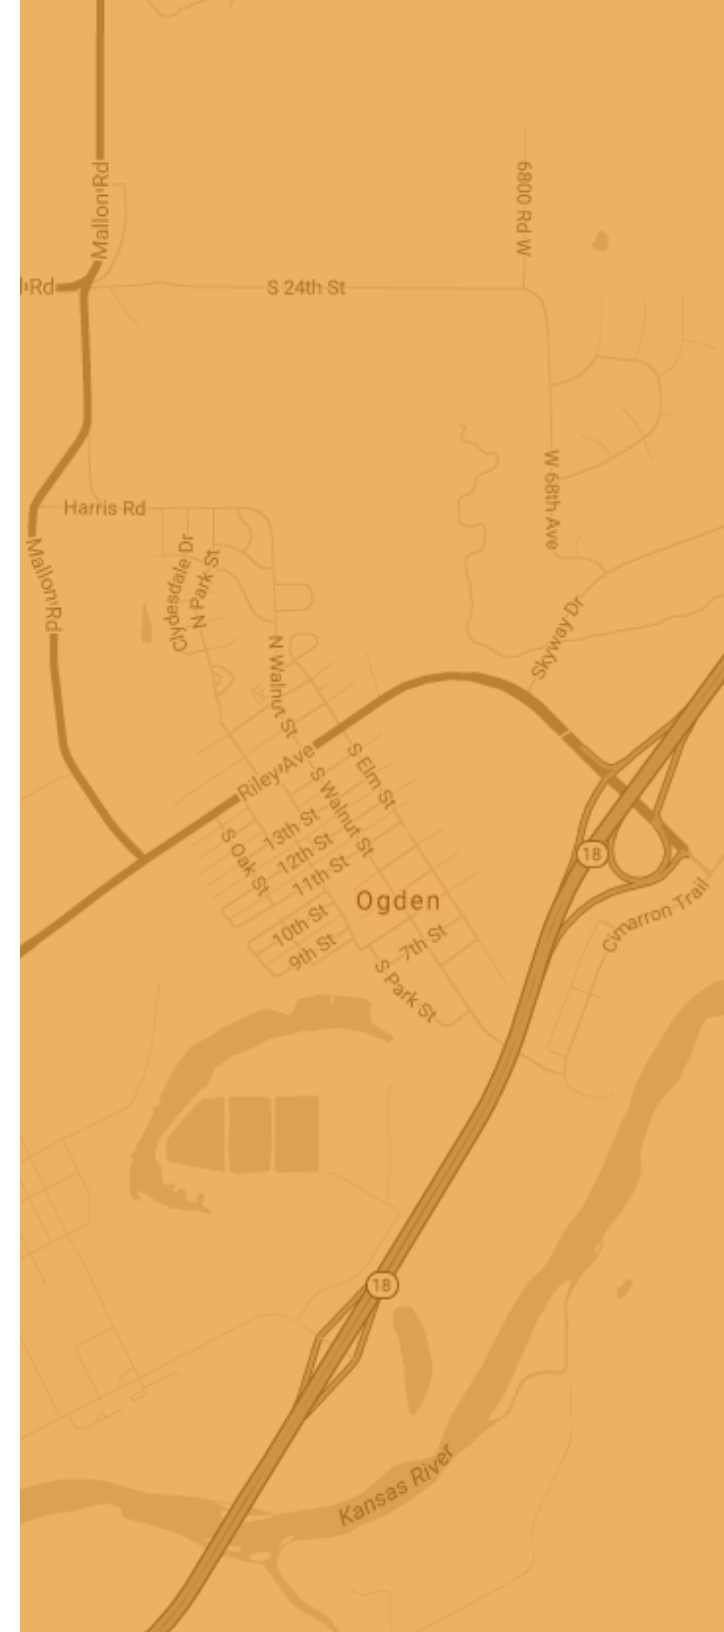 Mallon Rd
6800 Rd W
Rd
S 24th St
W 68th Ave
Harris Rd
Mallon Rd
Clydesdale Dr
N Park St
Skyway Dr
N Walnut St
Riley Ave
S Elm St
S Walnut St
13th St
S Oak St
12th St
18
11th St
Ogden
Cimarron Trail
10th St
7th St
9th St
S Park St
18
Kansas River